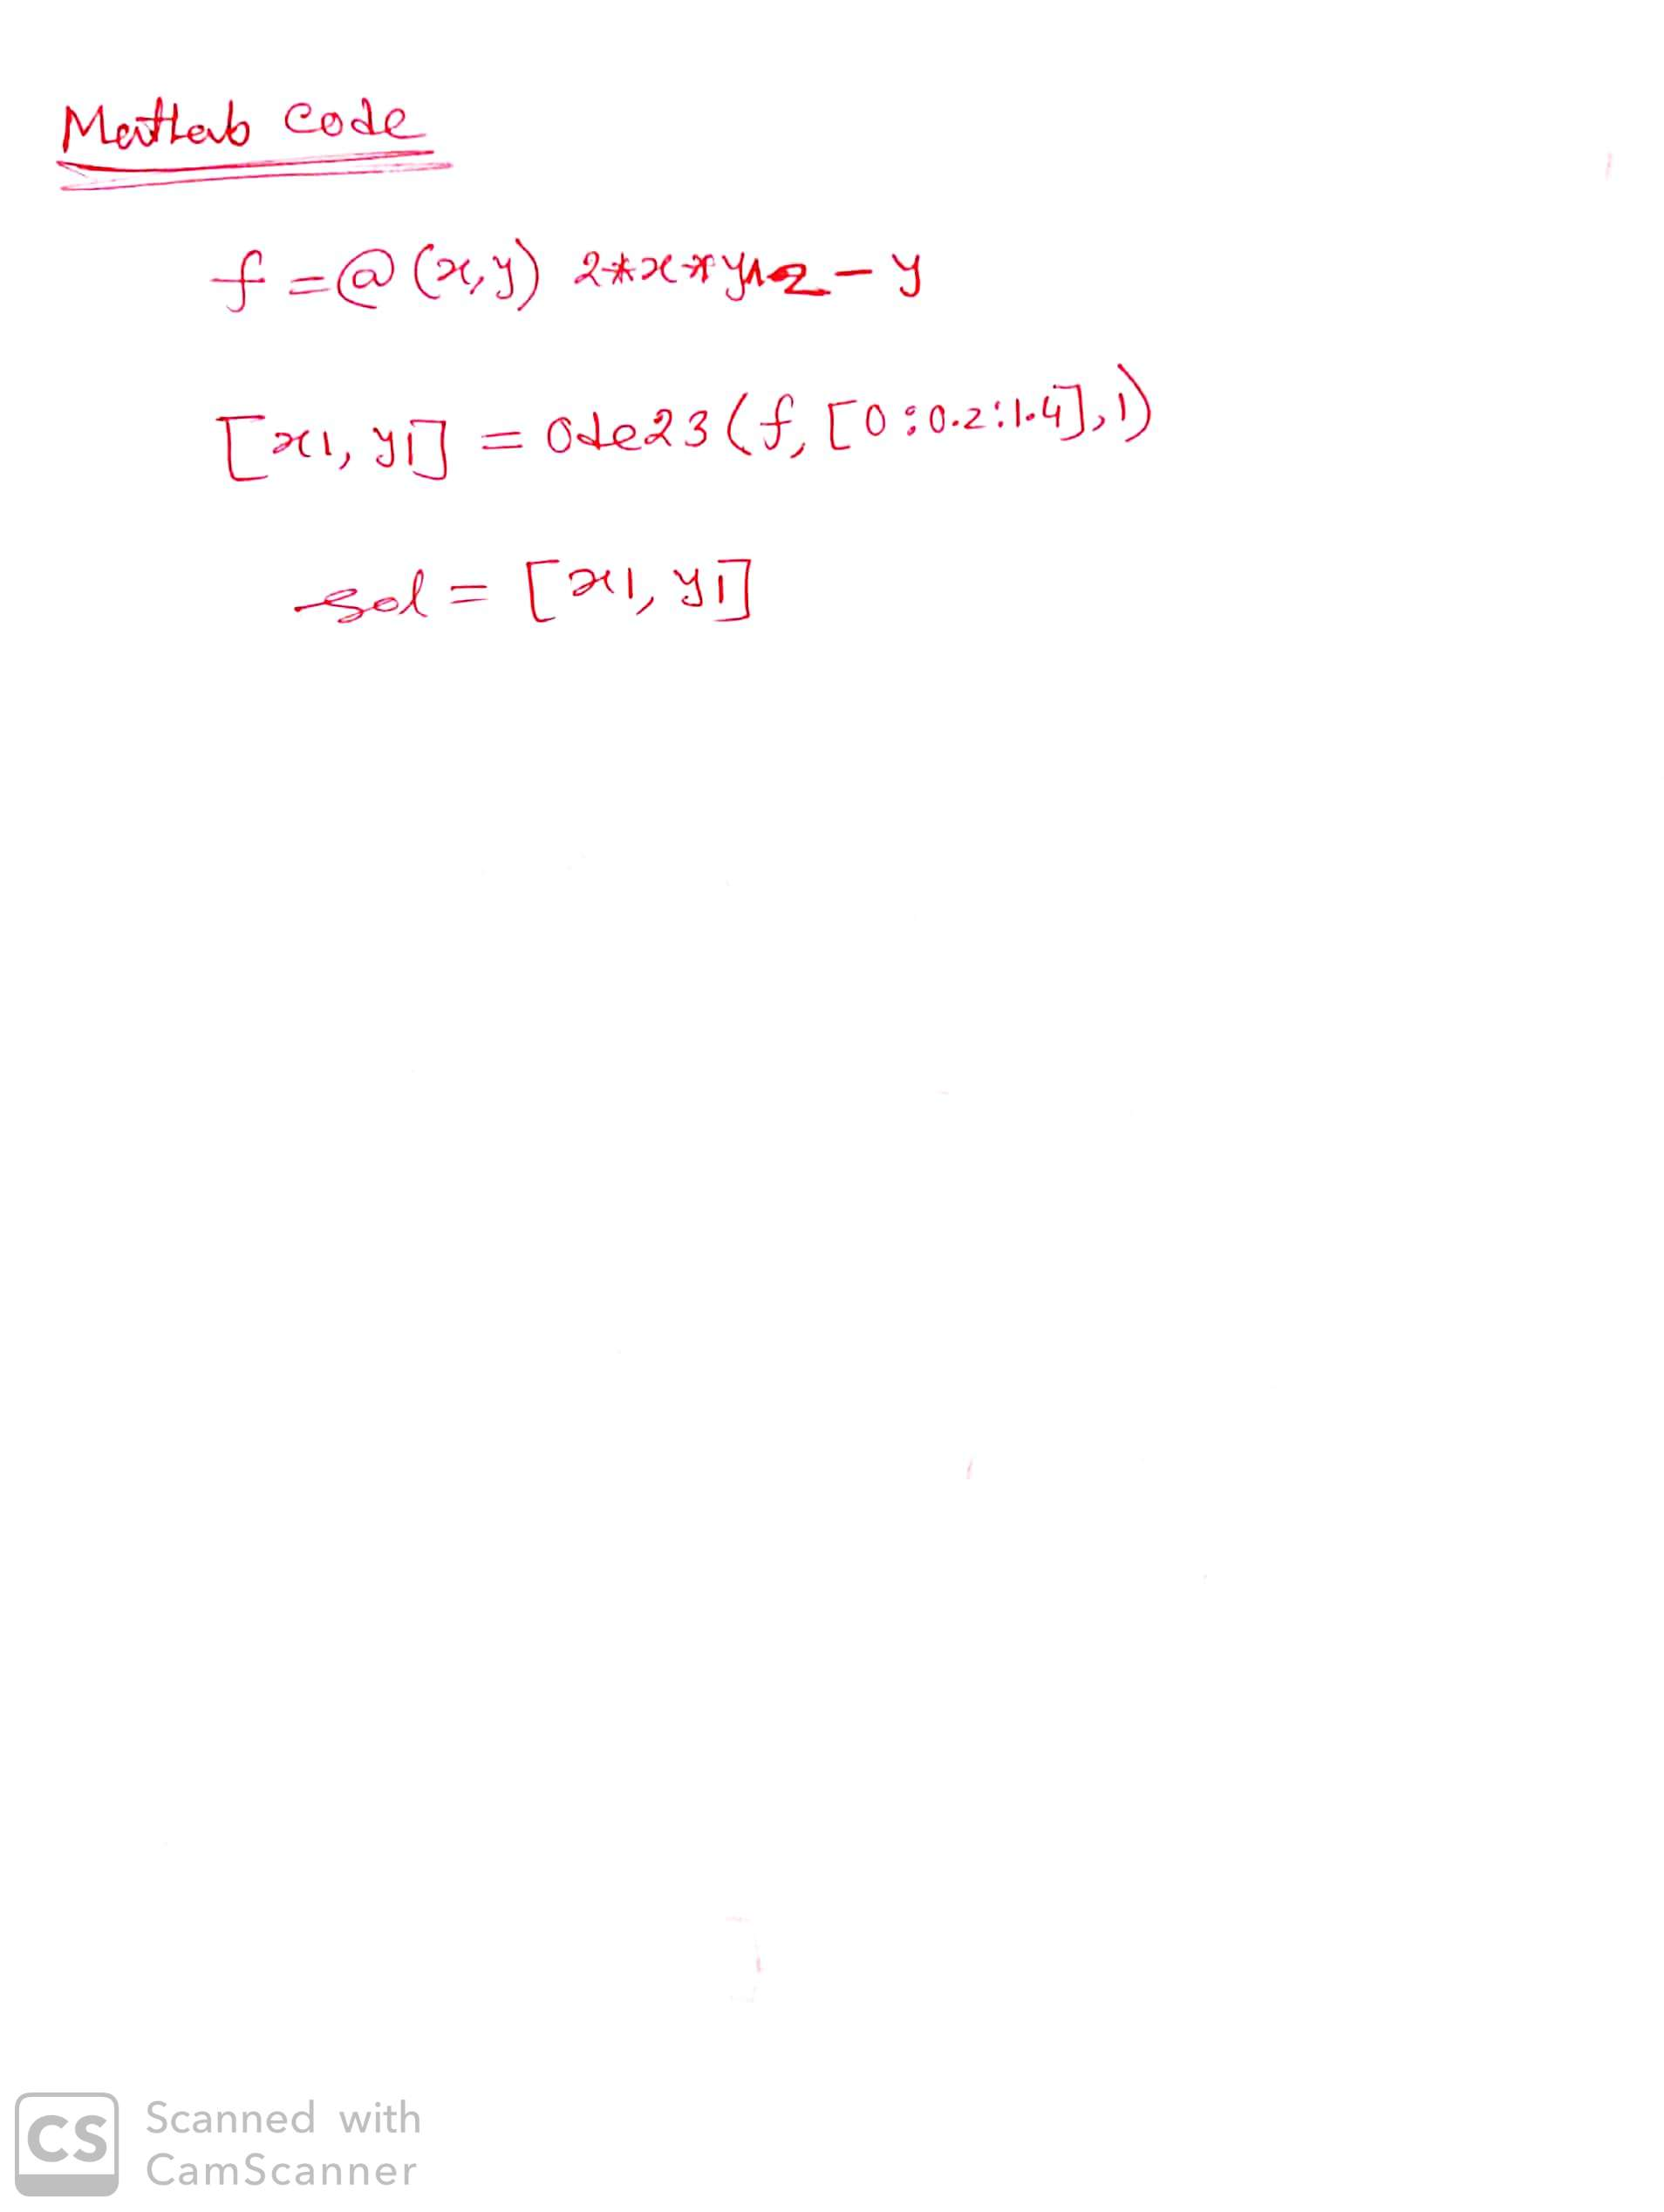 Matlab Code
f = @(x,y) 2*x*y^2 - y
[x1, y1] = ode23(f, [0:0.2:1.4], 1)
sol = [x1, y1]
CS
Scanned with
CamScanner